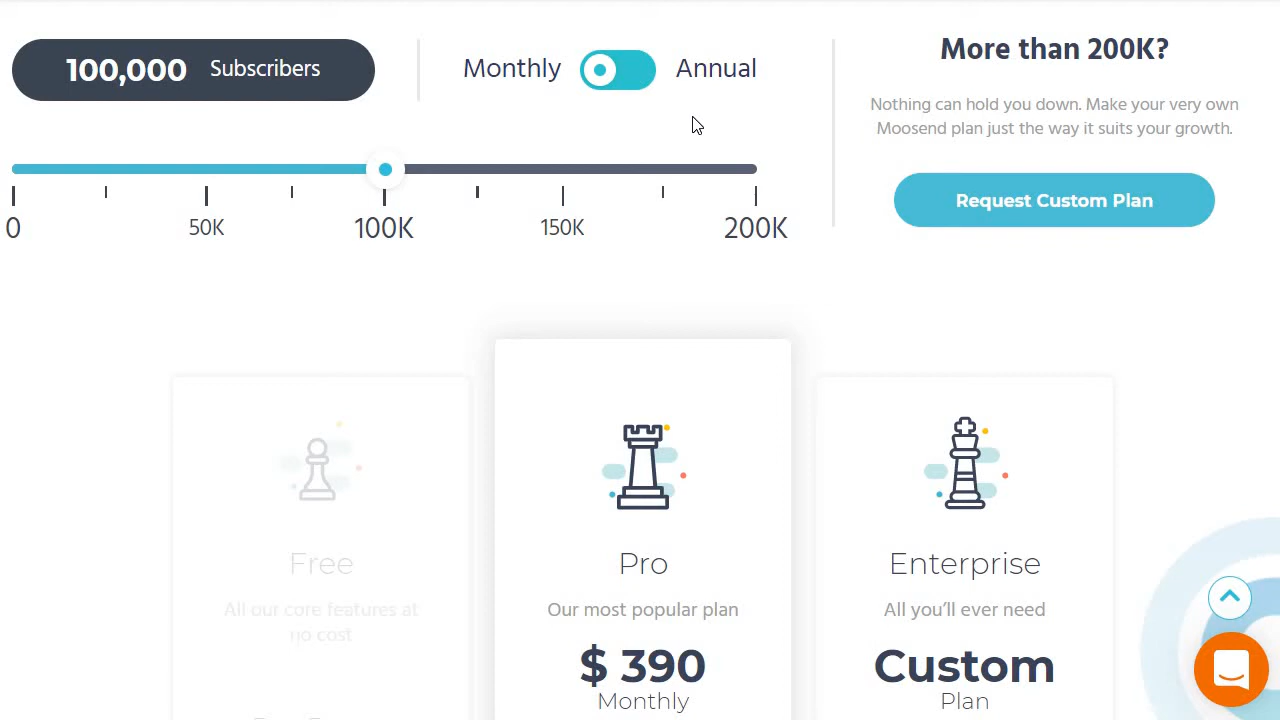 100,000 Subscribers
Monthly Annual
0 50K 100K 150K 200K
More than 200K?
Nothing can hold you down. Make your very own
Moosend plan just the way it suits your growth.
Request Custom Plan
Free
All our core features at
no cost
Pro
Our most popular plan
$ 390
Monthly
Enterprise
All you’ll ever need
Custom
Plan